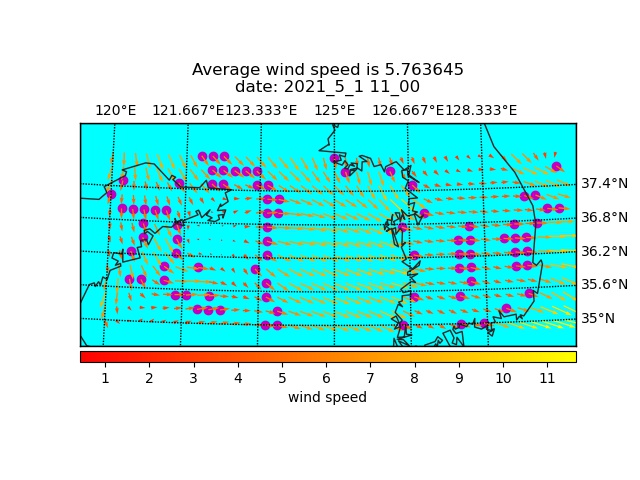 Average wind speed is 5.763645
date: 2021_5_1 11_00
120°E 121.667°E 123.333°E 125°E 126.667°E 128.333°E
37.4°N
36.8°N
36.2°N
35.6°N
35°N
1 2 3 4 5 6 7 8 9 10 11
wind speed